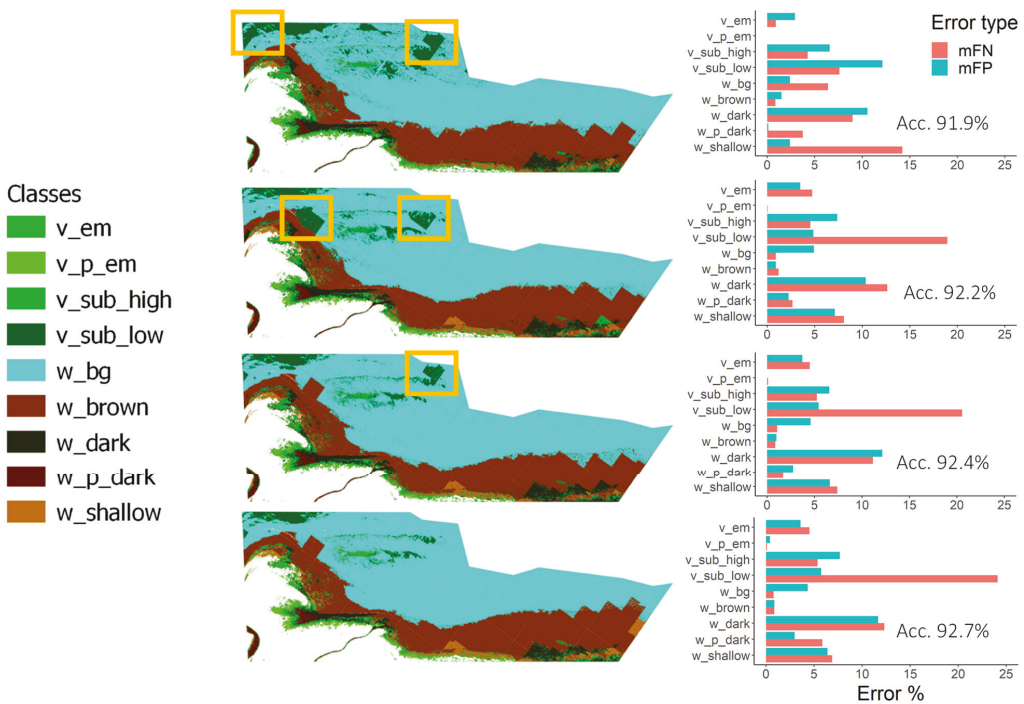 Classes
v_em
v_p_em
v_sub_high
v_sub_low
w_bg
w_brown
w_dark
w_p_dark
w_shallow
Error type
mFN
mFP
v_em
v_p_em
v_sub_high
v_sub_low
w_bg
w_brown
w_dark
w_p_dark
w_shallow
Acc. 91.9%
0 5 10 15 20 25
v_em
v_p_em
v_sub_high
v_sub_low
w_bg
w_brown
w_dark
w_p_dark
w_shallow
Acc. 92.2%
0 5 10 15 20 25
v_em
v_p_em
v_sub_high
v_sub_low
w_bg
w_brown
w_dark
w_p_dark
w_shallow
Acc. 92.4%
0 5 10 15 20 25
v_em
v_p_em
v_sub_high
v_sub_low
w_bg
w_brown
w_dark
w_p_dark
w_shallow
Acc. 92.7%
0 5 10 15 20 25
Error %